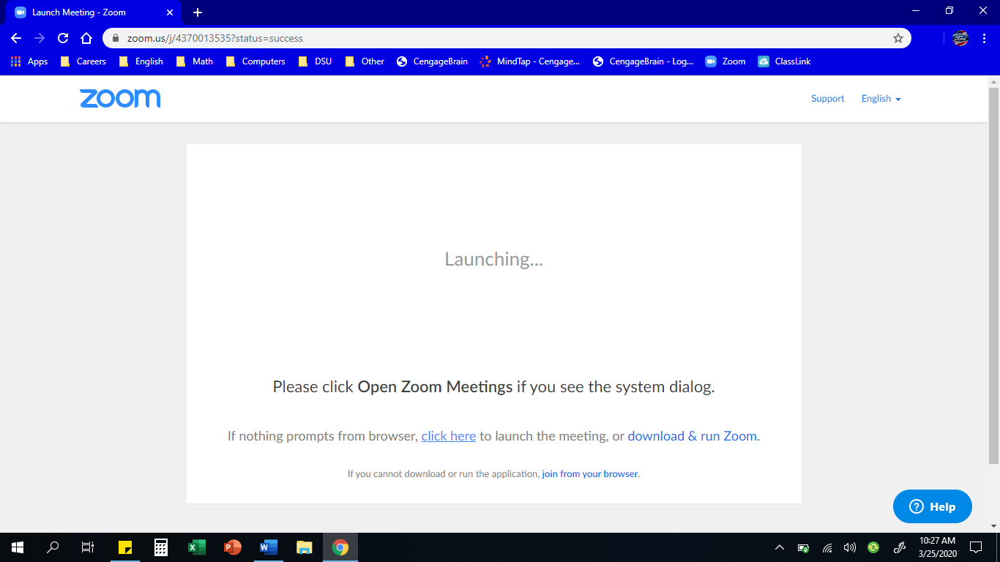 Launch Meeting - Zoom
zoom.us/j/4370013535?status=success
Apps Careers English Math Computers DSU Other CengageBrain MindTap - Cengage... CengageBrain - Log... Zoom ClassLink
zoom Support English
Launching...
Please click Open Zoom Meetings if you see the system dialog.
If nothing prompts from browser, click here to launch the meeting, or download & run Zoom.
If you cannot download or run the application, join from your browser.
Help
10:27 AM
3/25/2020